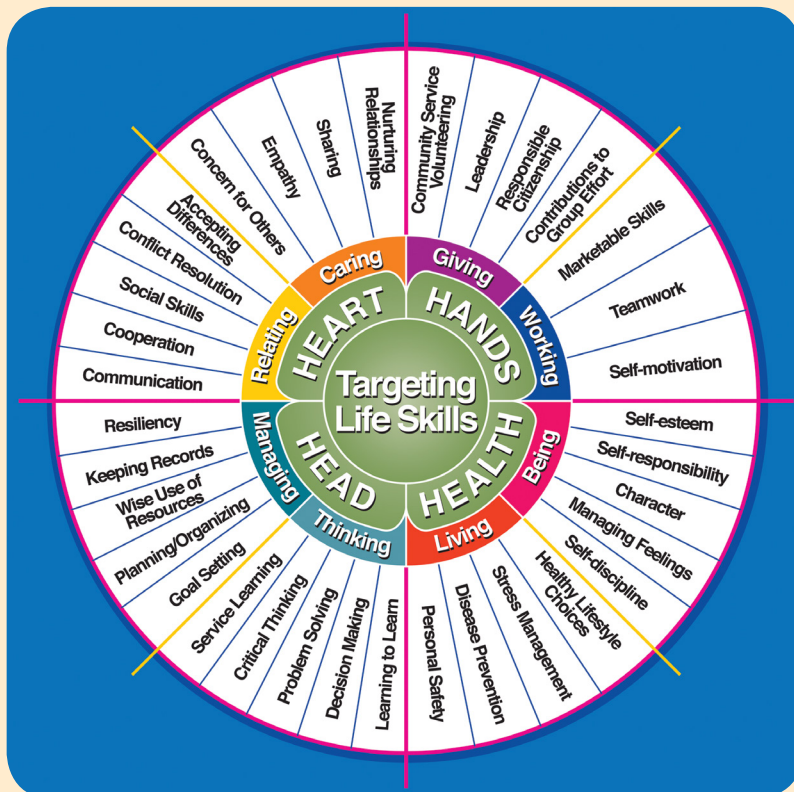 Targeting
Life Skills
HEART
HANDS
HEALTH
HEAD
Caring
Giving
Working
Being
Living
Thinking
Managing
Relating
Nurturing
Relationships
Sharing
Empathy
Concern for Others
Accepting
Differences
Conflict Resolution
Social Skills
Cooperation
Communication
Community Service
Volunteering
Leadership
Responsible
Citizenship
Contributions to
Group Effort
Marketable Skills
Teamwork
Self-motivation
Self-esteem
Self-responsibility
Character
Managing Feelings
Self-discipline
Healthy Lifestyle
Choices
Stress Management
Disease Prevention
Personal Safety
Learning to Learn
Decision Making
Problem Solving
Critical Thinking
Service Learning
Goal Setting
Planning/Organizing
Wise Use of
Resources
Keeping Records
Resiliency